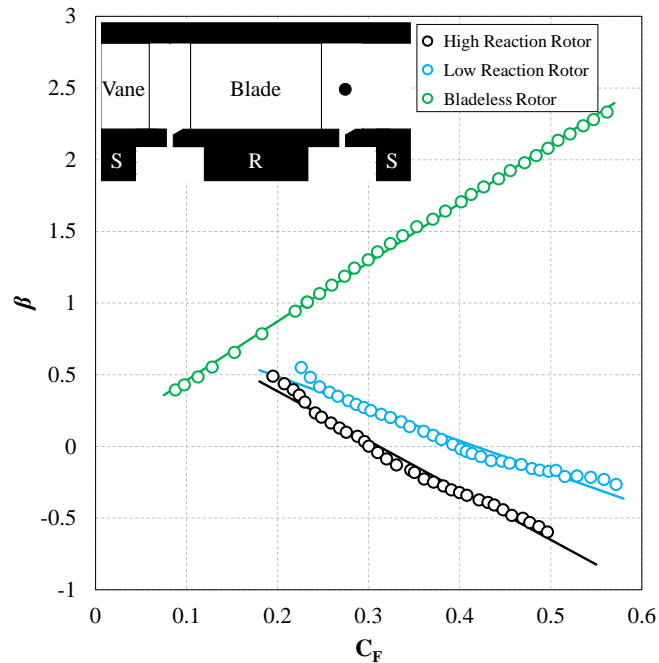 3
2.5
2
1.5
1
0.5
0
-0.5
-1
β
Vane
Blade
S
R
S
High Reaction Rotor
Low Reaction Rotor
Bladeless Rotor
0
0.1
0.2
0.3
0.4
0.5
0.6
C_F